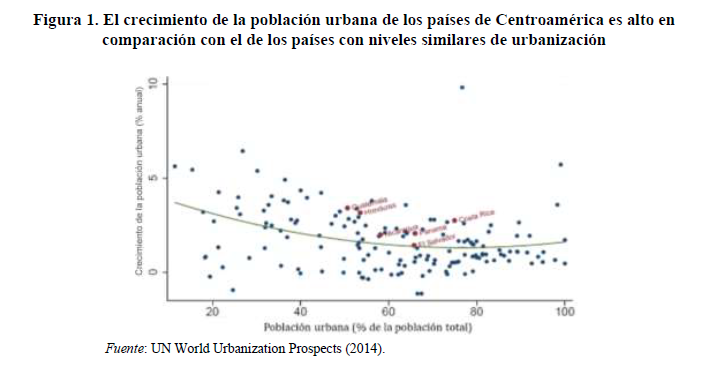 Figura 1. El crecimiento de la población urbana de los países de Centroamérica es alto en
comparación con el de los países con niveles similares de urbanización
Crecimiento de la población urbana (% anual)
10
5
0
Guatemala
Honduras
Costa Rica
Panama
El Salvador
20
40
60
80
100
Población urbana (% de la población total)
Fuente: UN World Urbanization Prospects (2014).